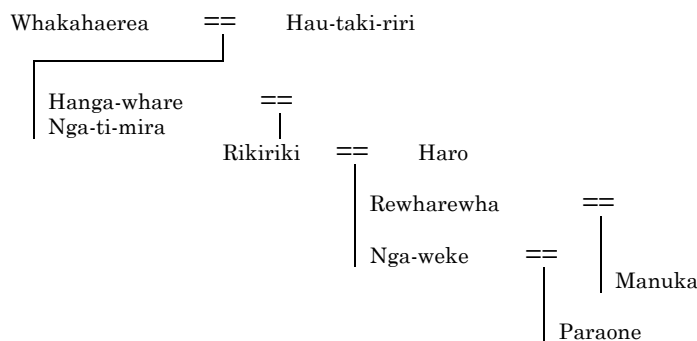 Whakahaerea == Hau-taki-riri
Hanga-whare ==
Nga-ti-mira
Rikiriki == Haro
Rewharewha ==
Nga-weke ==
Manuka
Paraone